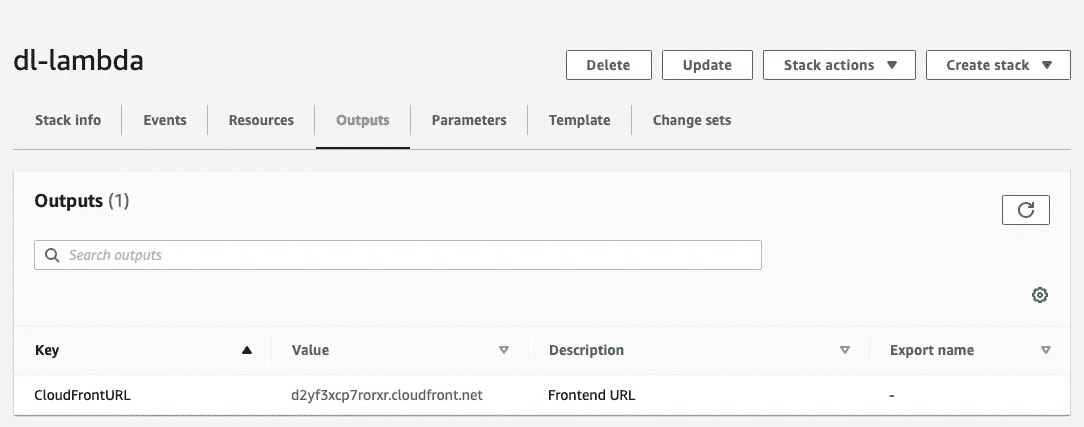 dl-lambda
Delete Update Stack actions Create stack
Stack info Events Resources Outputs Parameters Template Change sets
Outputs (1)
Search outputs
Key Value Description Export name
CloudFrontURL d2yf3xcp7rorxr.cloudfront.net Frontend URL -